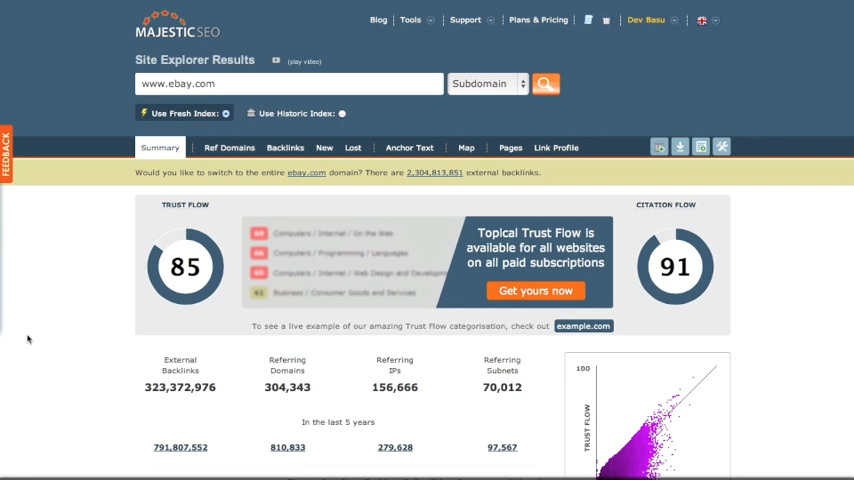 Blog Tools Support Plans & Pricing Dev Basu
MAJESTIC SEO
Site Explorer Results (play video)
www.ebay.com Subdomain
Use Fresh Index: Use Historic Index:
FEEDBACK
Summary Ref Domains Backlinks New Lost Anchor Text Map Pages Link Profile
Would you like to switch to the entire ebay.com domain? There are 2,304,813,851 external backlinks.
TRUST FLOW CITATION FLOW
85
Computers / Internet / On the Web
Computers / Programming / Languages
Computers / Internet / Web Design and Developm
61 Business / Consumer Goods and Services
Topical Trust Flow is
available for all websites
on all paid subscriptions
Get yours now
91
To see a live example of our amazing Trust Flow categorisation, check out example.com
External Backlinks
323,372,976
Referring Domains
304,343
Referring IPs
156,666
Referring Subnets
70,012
In the last 5 years
791,807,552 810,833 279,628 97,567
100
TRUST FLOW